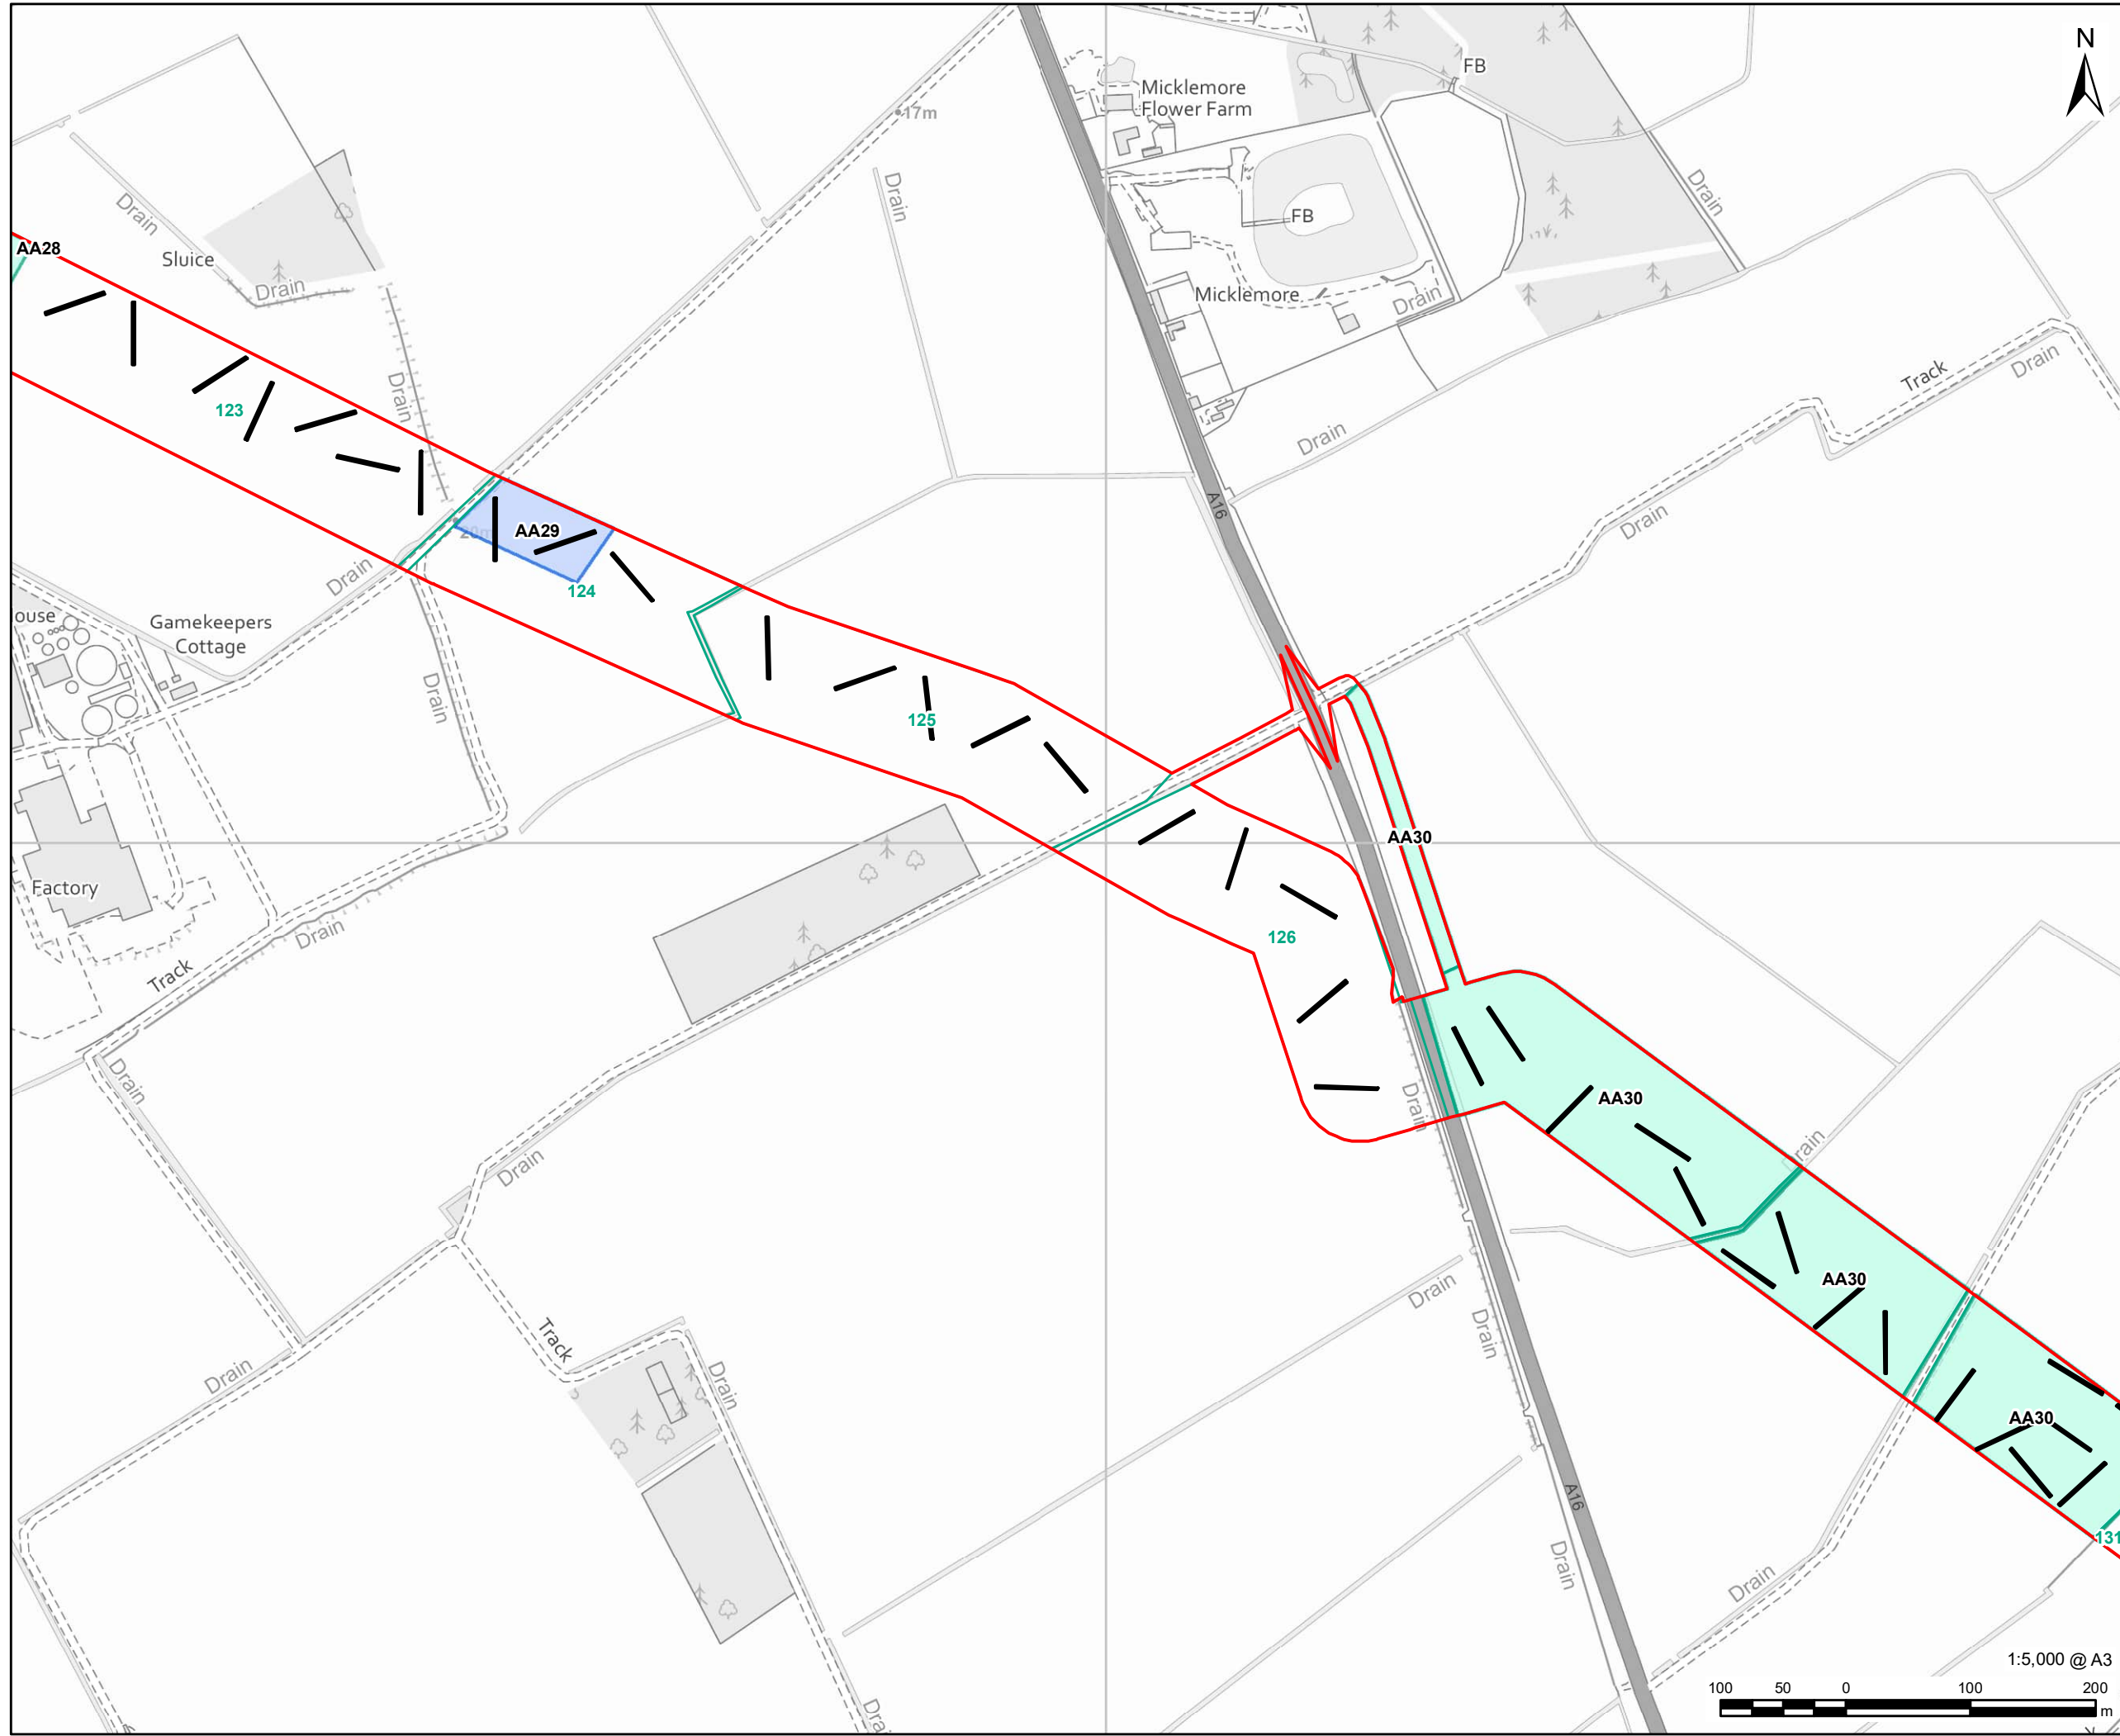 N
FB
Micklemore
Flower Farm
17m
Drain
Drain
Drain
FB
AA28
Sluice
Drain
Micklemore
Drain
Track
Drain
Drain
123
Drain
A16
Drain
AA29
20m
124
Drain
ouse
Gamekeepers
Cottage
Drain
125
AA30
Factory
Drain
126
Track
Drain
Drain
AA30
rain
Drain
AA30
Drain
Drain
Track
Drain
Drain
AA30
A16
131
Drain
Drain
1:5,000 @ A3
100 50 0 100 200
m
Drai